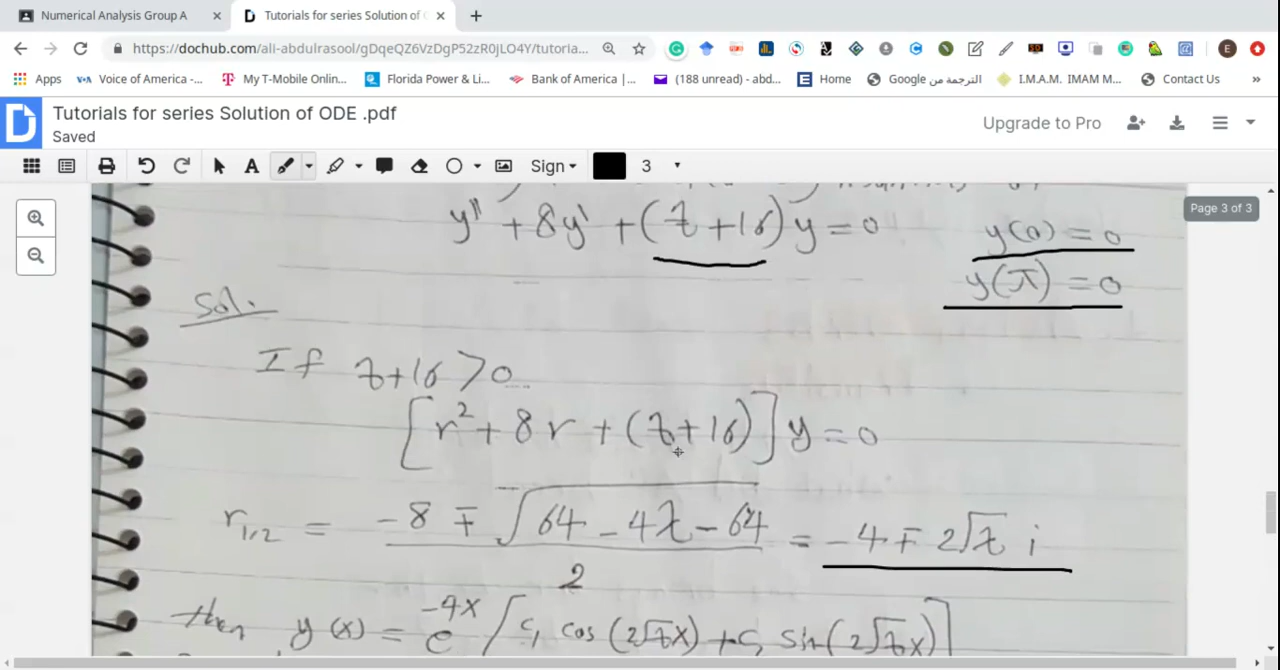 Numerical Analysis Group A
Tutorials for series Solution of O
https://dochub.com/ali-abdulrasool/gDqeQZ6VzDgP52zR0jLO4Y/tutoria...
Apps Voice of America -... My T-Mobile Onlin... Florida Power & Li... Bank of America |... (188 unread) - abd... Home Google الترجمة من I.M.A.M. IMAM M... Contact Us »
Tutorials for series Solution of ODE .pdf
Saved
Upgrade to Pro
A Sign 3
Page 3 of 3
y'' + 8y' + (λ+16)y = 0 y(0) = 0
y(π) = 0
Sol.
If λ+16 > 0
[r² + 8r + (λ+16)]y = 0
r₁,₂ = (-8 ∓ √(64 - 4λ - 64))/2 = -4 ∓ 2√λ i
then y(x) = e^(-4x) [c₁ cos(2√λx) + c₂ sin(2√λx)]